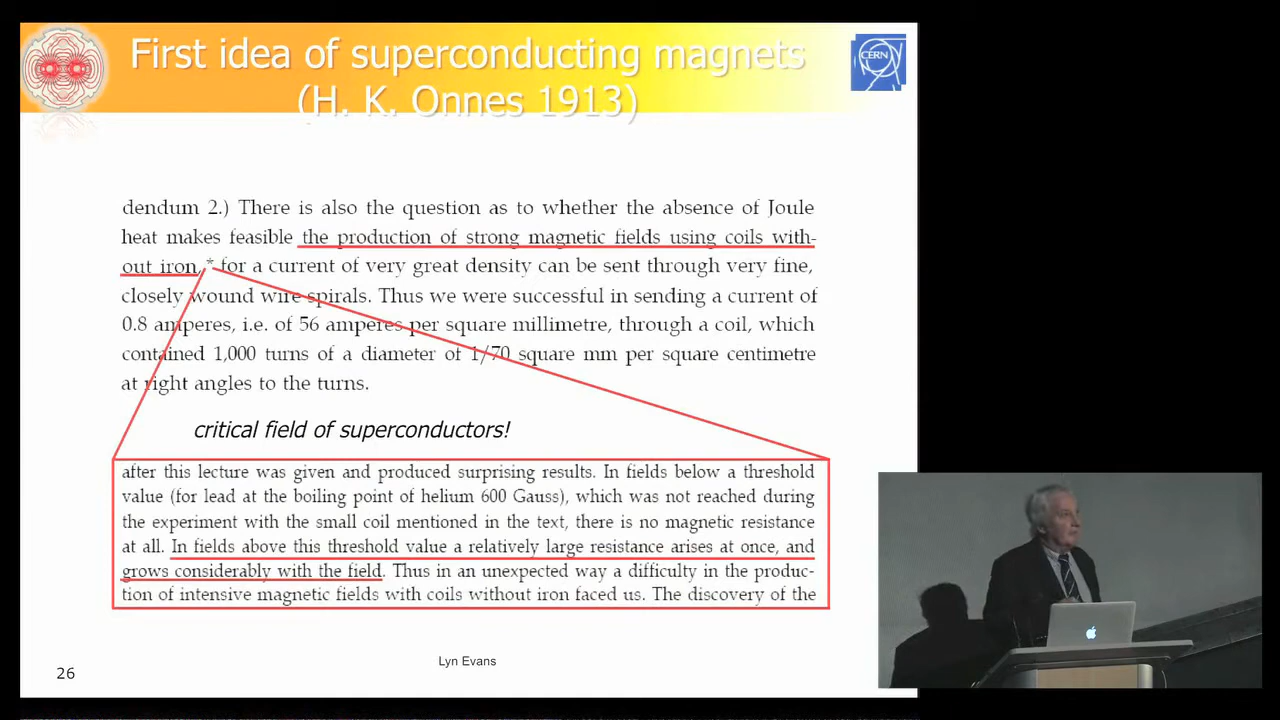 First idea of superconducting magnets
(H. K. Onnes 1913)
CERN
dendum 2.) There is also the question as to whether the absence of Joule
heat makes feasible the production of strong magnetic fields using coils with-
out iron,* for a current of very great density can be sent through very fine,
closely wound wire spirals. Thus we were successful in sending a current of
0.8 amperes, i.e. of 56 amperes per square millimetre, through a coil, which
contained 1,000 turns of a diameter of 1/70 square mm per square centimetre
at right angles to the turns.
critical field of superconductors!
after this lecture was given and produced surprising results. In fields below a threshold
value (for lead at the boiling point of helium 600 Gauss), which was not reached during
the experiment with the small coil mentioned in the text, there is no magnetic resistance
at all. In fields above this threshold value a relatively large resistance arises at once, and
grows considerably with the field. Thus in an unexpected way a difficulty in the produc-
tion of intensive magnetic fields with coils without iron faced us. The discovery of the
Lyn Evans
26